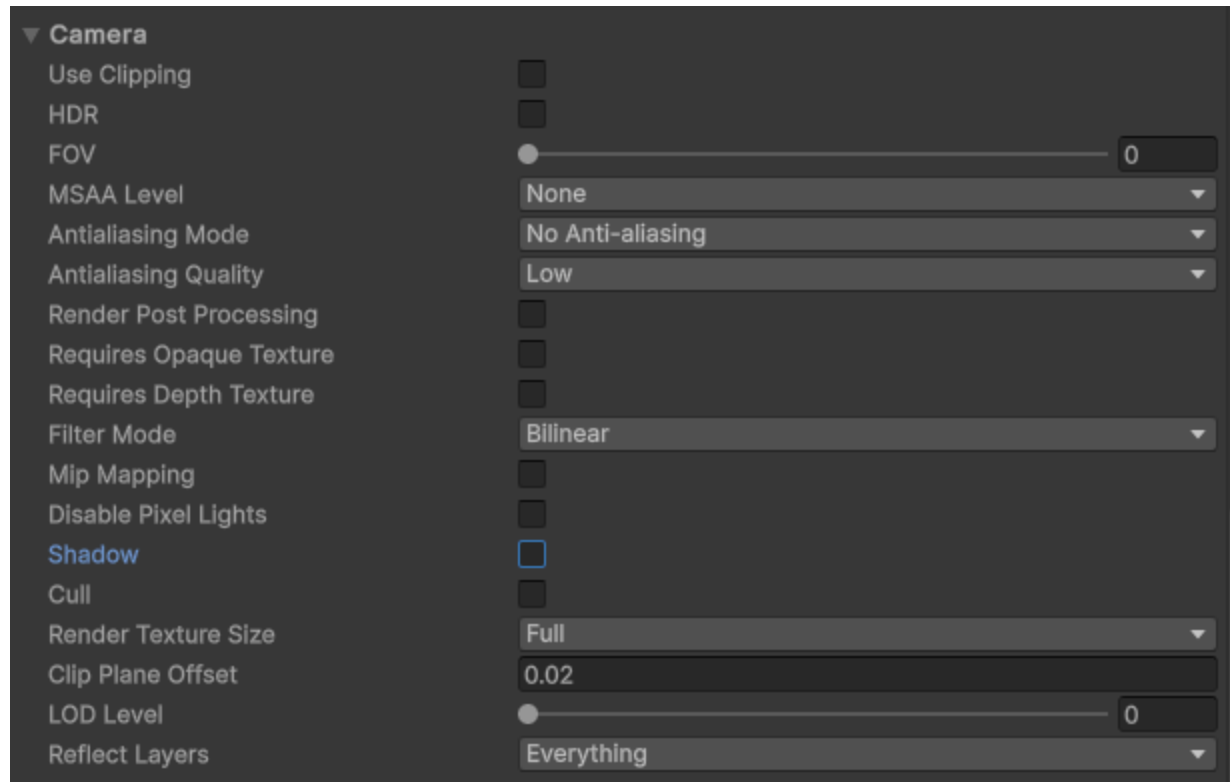 Camera
Use Clipping
HDR
FOV 0
MSAA Level None
Antialiasing Mode No Anti-aliasing
Antialiasing Quality Low
Render Post Processing
Requires Opaque Texture
Requires Depth Texture
Filter Mode Bilinear
Mip Mapping
Disable Pixel Lights
Shadow
Cull
Render Texture Size Full
Clip Plane Offset 0.02
LOD Level 0
Reflect Layers Everything